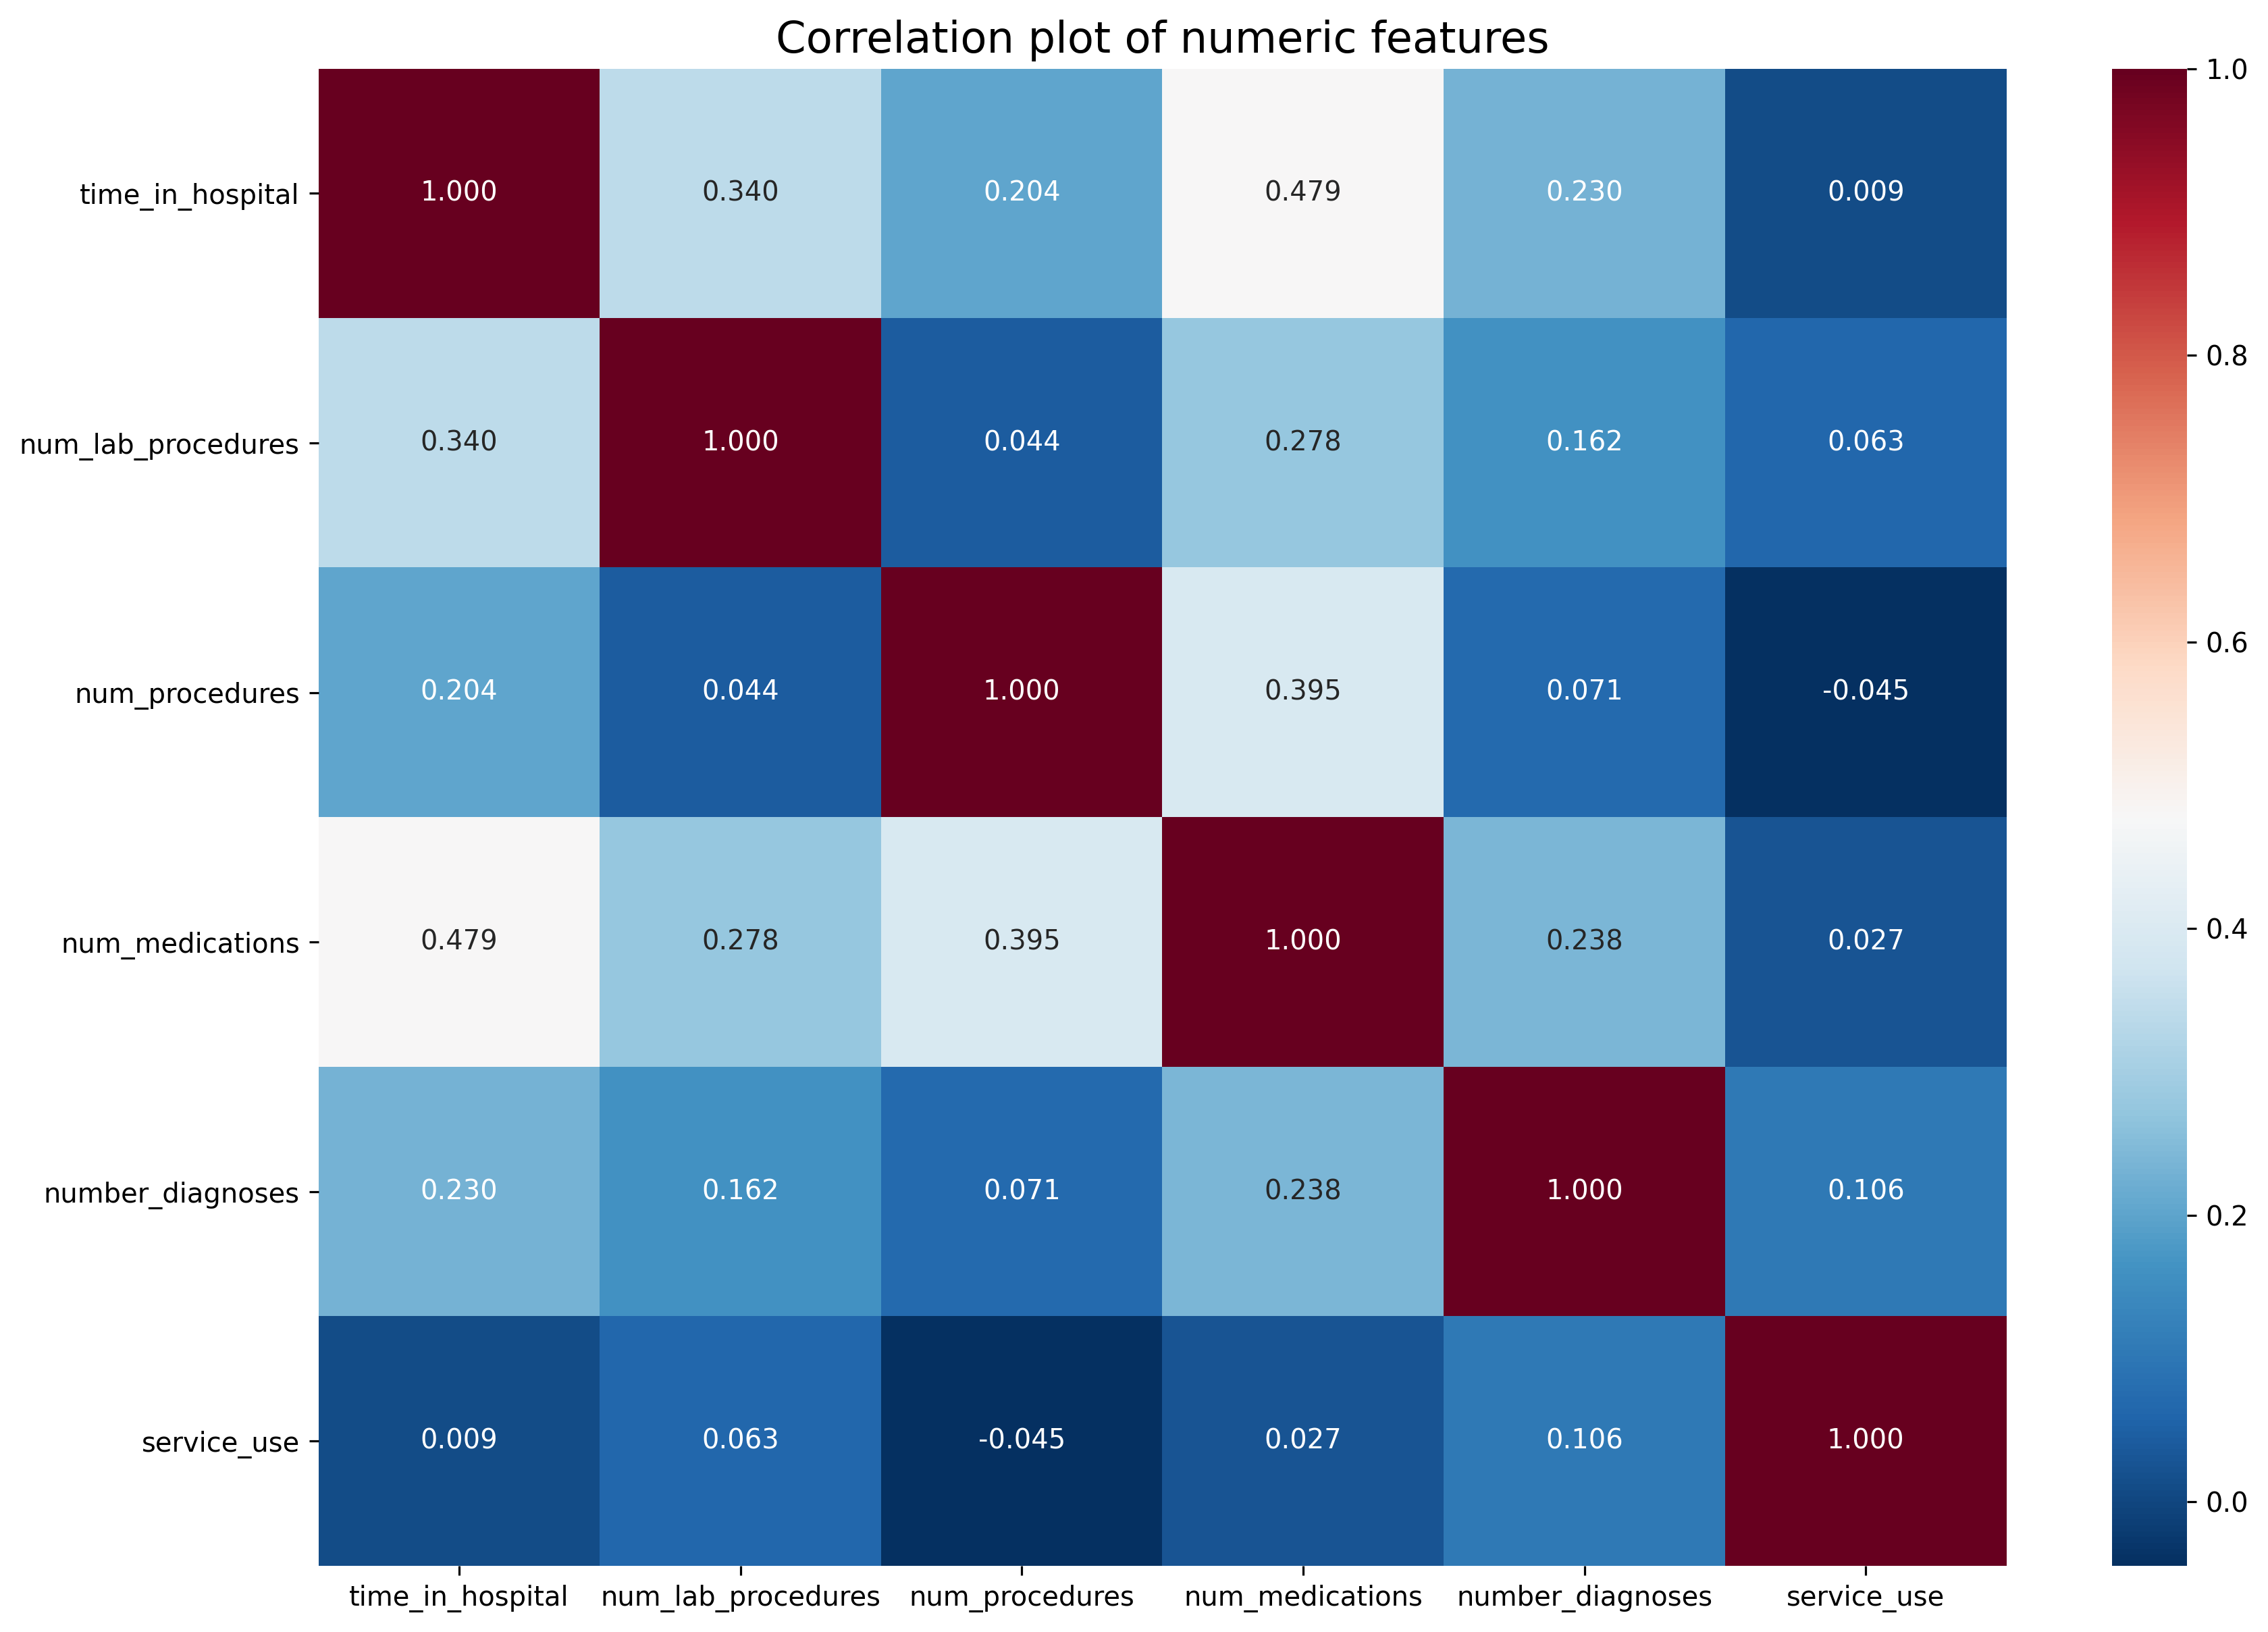 Correlation plot of numeric features
time_in_hospital 1.000 0.340 0.204 0.479 0.230 0.009
num_lab_procedures 0.340 1.000 0.044 0.278 0.162 0.063
num_procedures 0.204 0.044 1.000 0.395 0.071 -0.045
num_medications 0.479 0.278 0.395 1.000 0.238 0.027
number_diagnoses 0.230 0.162 0.071 0.238 1.000 0.106
service_use 0.009 0.063 -0.045 0.027 0.106 1.000
time_in_hospital num_lab_procedures num_procedures num_medications number_diagnoses service_use
1.0
0.8
0.6
0.4
0.2
0.0